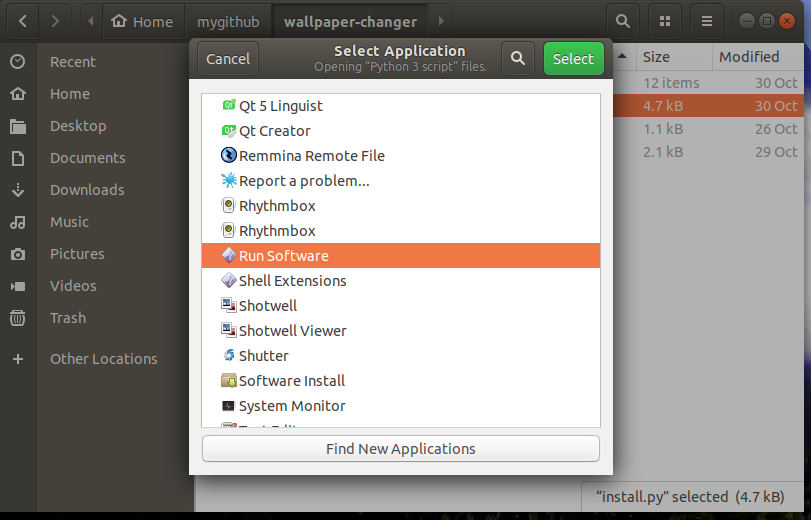 Home
mygithub
wallpaper-changer
Recent
Home
Desktop
Documents
Downloads
Music
Pictures
Videos
Trash
Other Locations
Cancel
Select Application
Opening “Python 3 script” files.
Select
Qt 5 Linguist
Qt Creator
Remmina Remote File
Report a problem...
Rhythmbox
Rhythmbox
Run Software
Shell Extensions
Shotwell
Shotwell Viewer
Shutter
Software Install
System Monitor
Find New Applications
Size Modified
12 items 30 Oct
4.7 kB 30 Oct
1.1 kB 26 Oct
2.1 kB 29 Oct
“install.py” selected (4.7 kB)